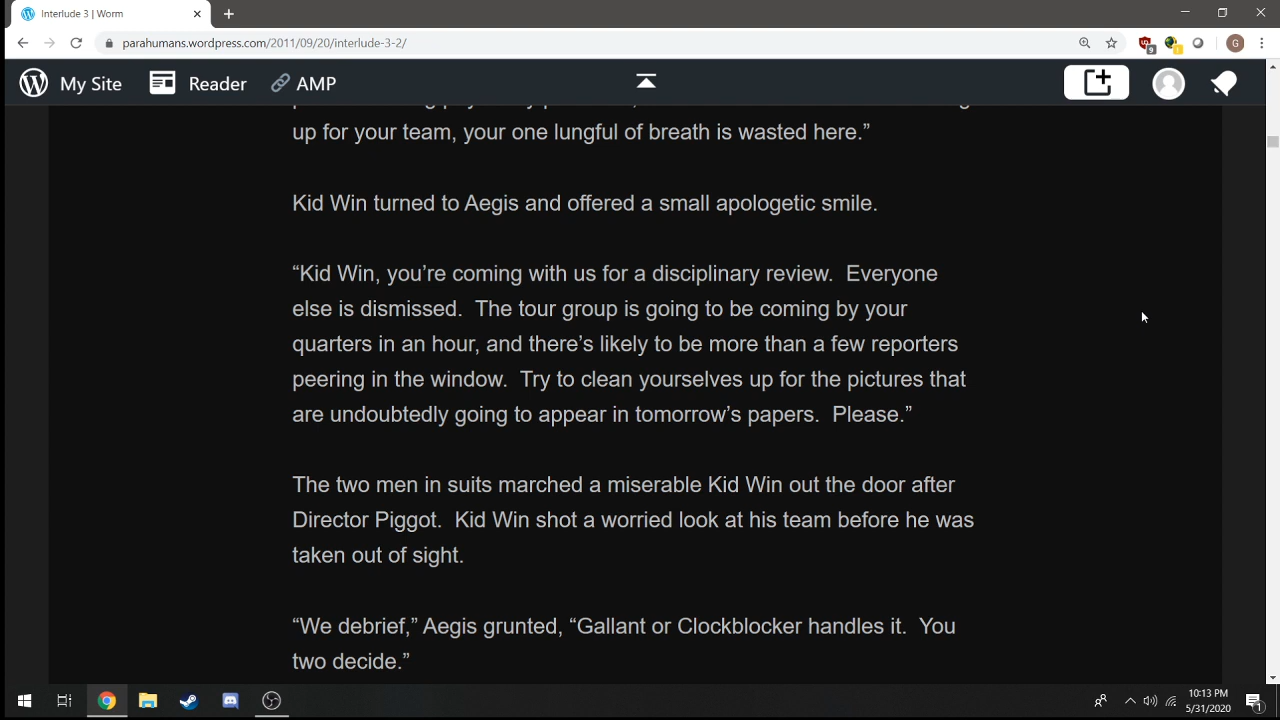 Interlude 3 | Worm
parahumans.wordpress.com/2011/09/20/interlude-3-2/
9
1
G
My Site
Reader
AMP
up for your team, your one lungful of breath is wasted here.”
Kid Win turned to Aegis and offered a small apologetic smile.
“Kid Win, you’re coming with us for a disciplinary review.  Everyone
else is dismissed.  The tour group is going to be coming by your
quarters in an hour, and there’s likely to be more than a few reporters
peering in the window.  Try to clean yourselves up for the pictures that
are undoubtedly going to appear in tomorrow’s papers.  Please.”
The two men in suits marched a miserable Kid Win out the door after
Director Piggot.  Kid Win shot a worried look at his team before he was
taken out of sight.
“We debrief,” Aegis grunted, “Gallant or Clockblocker handles it.  You
two decide.”
10:13 PM
5/31/2020
1